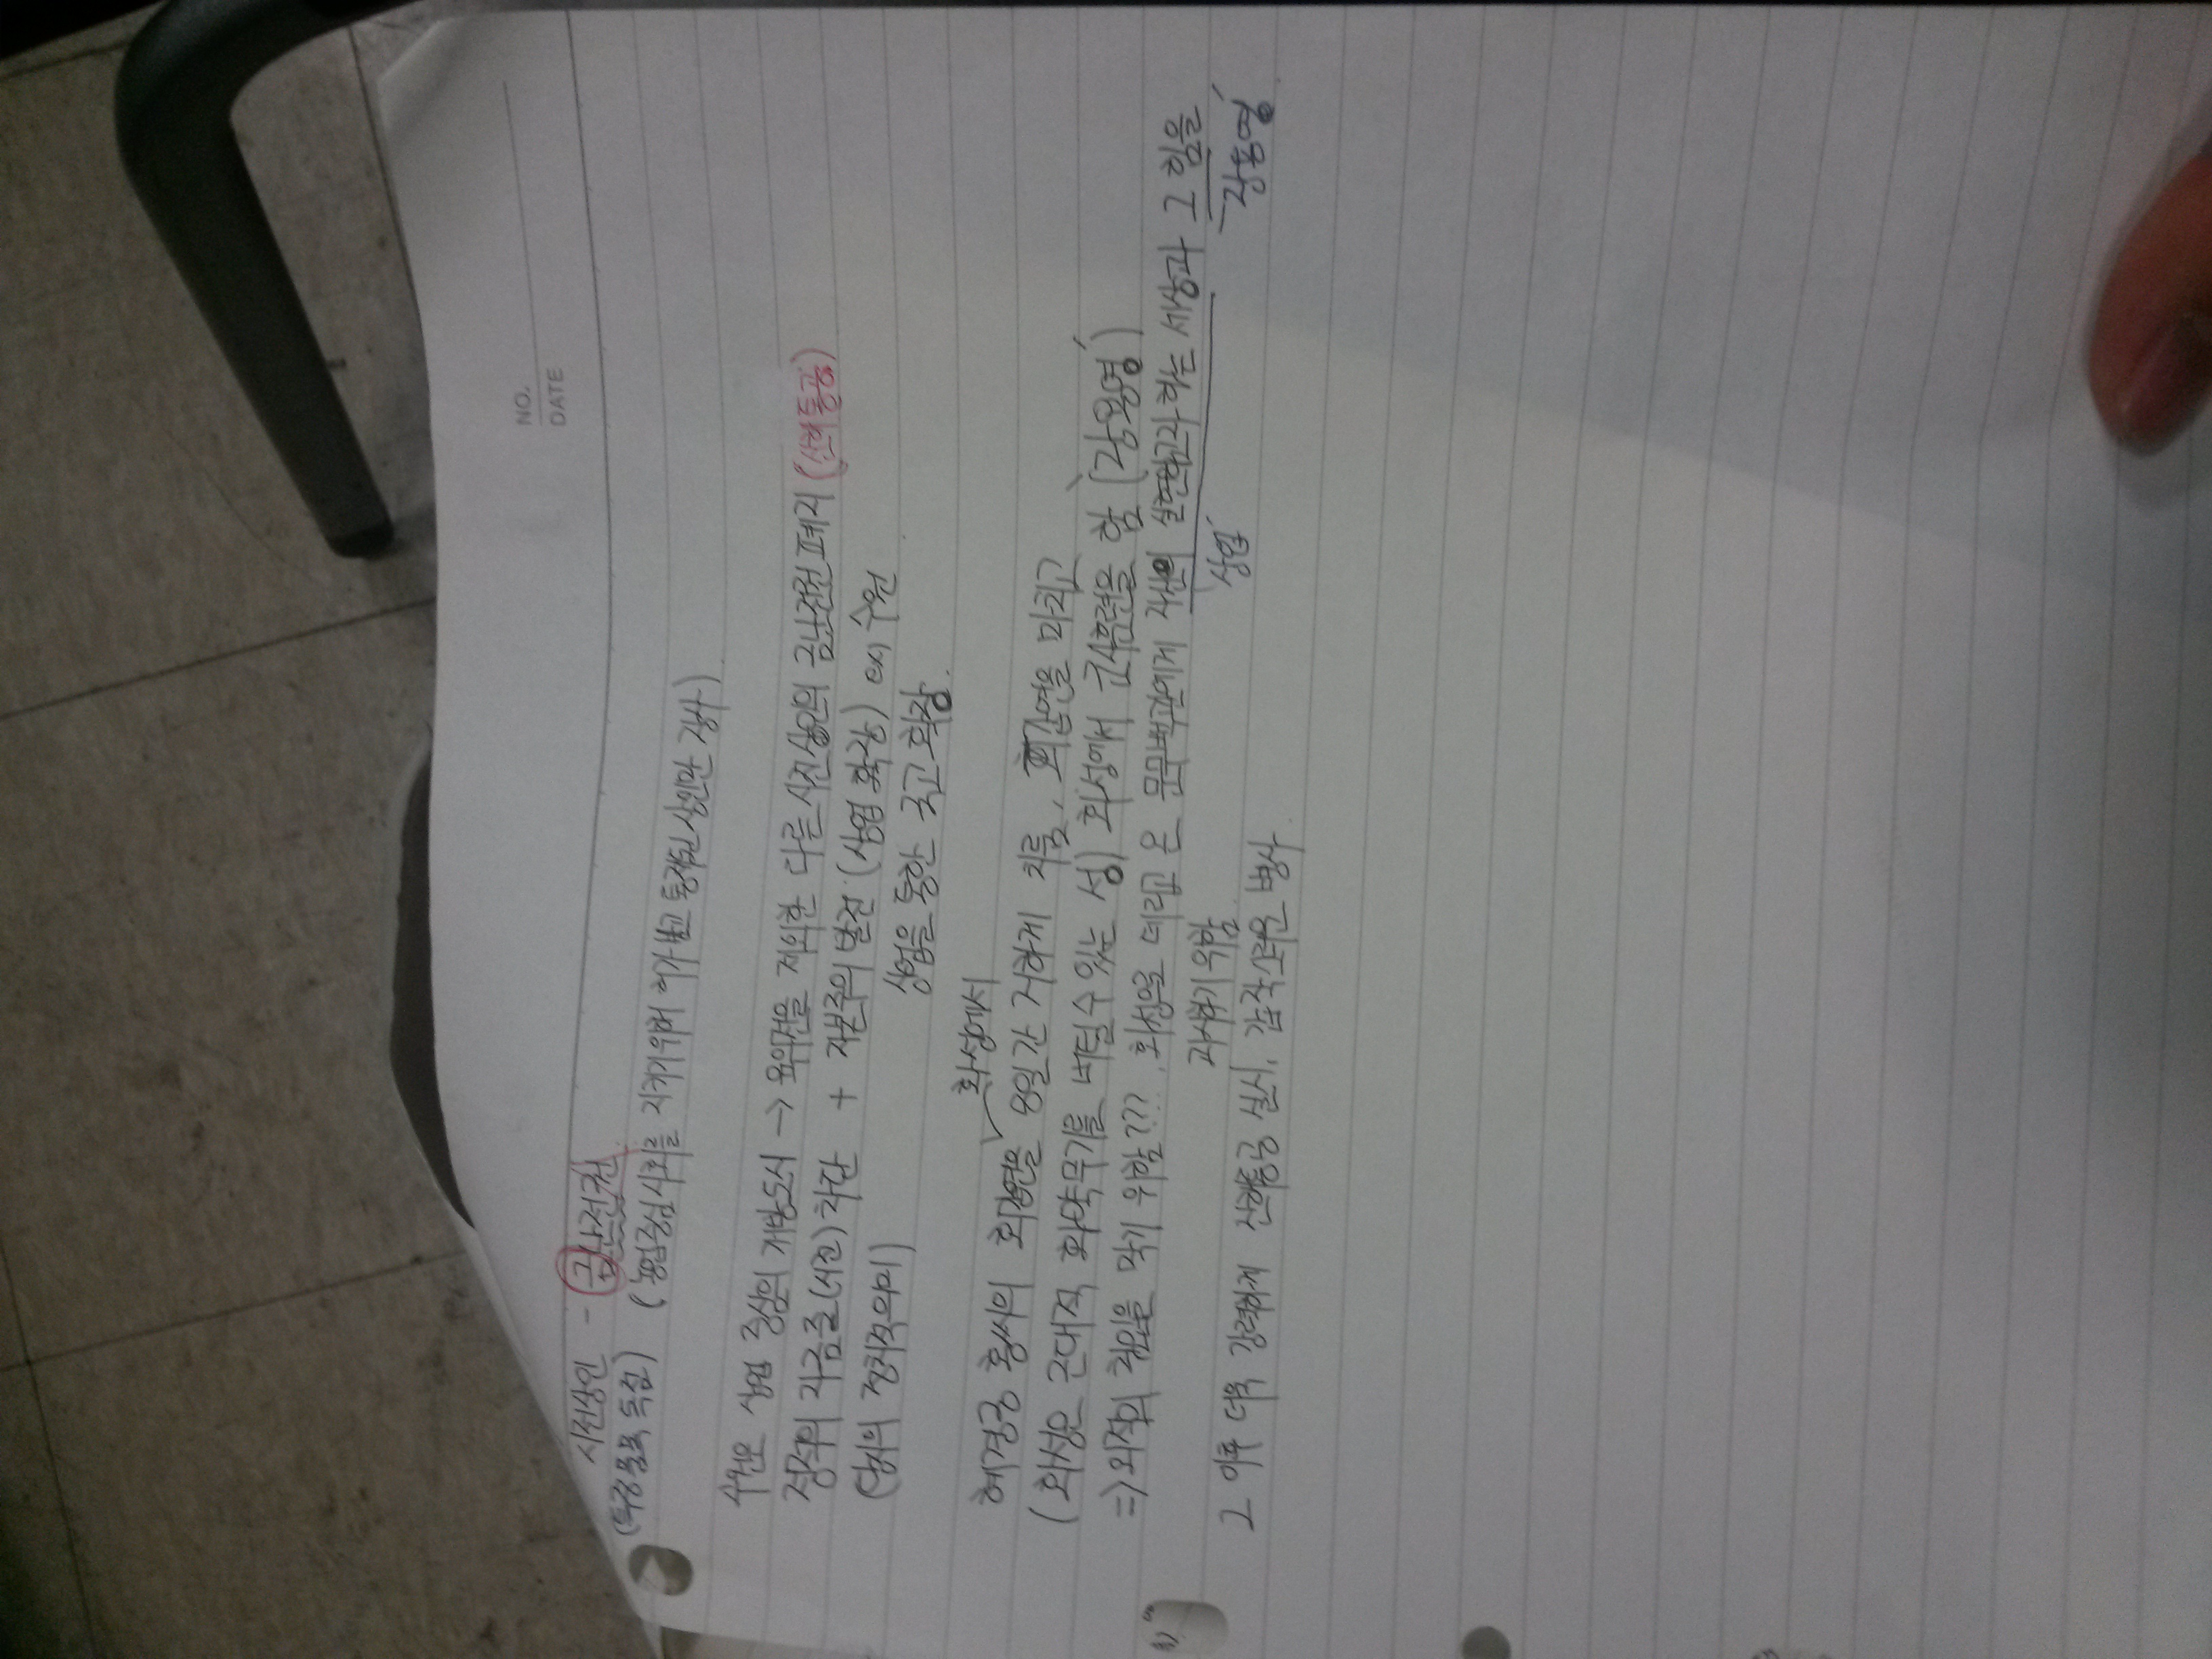 NO.
DATE
시전상인 - 금난전권
(특정물목 독점) (농업중심사회를 지키기위해 허가 받고 통제된 상인만 장사)
수원은 상업 중심의 개방도시 → 육의전을 제외한 다른 시전상인의 금난전권 폐지 (신해통공)
정적의 자금줄(시전) 차단 + 자본주의 발전 (상업 확장) ex) 수원
(당시의 정치적의미) 상업을 통한 국고 확장.
화성에서
혜경궁 홍씨의 회갑연을 8일간 거하게 치룸, 회갑연을 마치고
(화성은 근대적 화약무기를 버틸수 있는 성) 화성에서 군사훈련을 함 (장용영)
⇒ 외적의 침입을 막기 위함???. 화성으로 데리고 온 문무백관에게 자신이 실현하고자 하는 세상과 그 힘을
과시하기 위함 상업 장용영
그 이후 더욱 강력하게 신해통공 실시, 갑작스러운 병사.